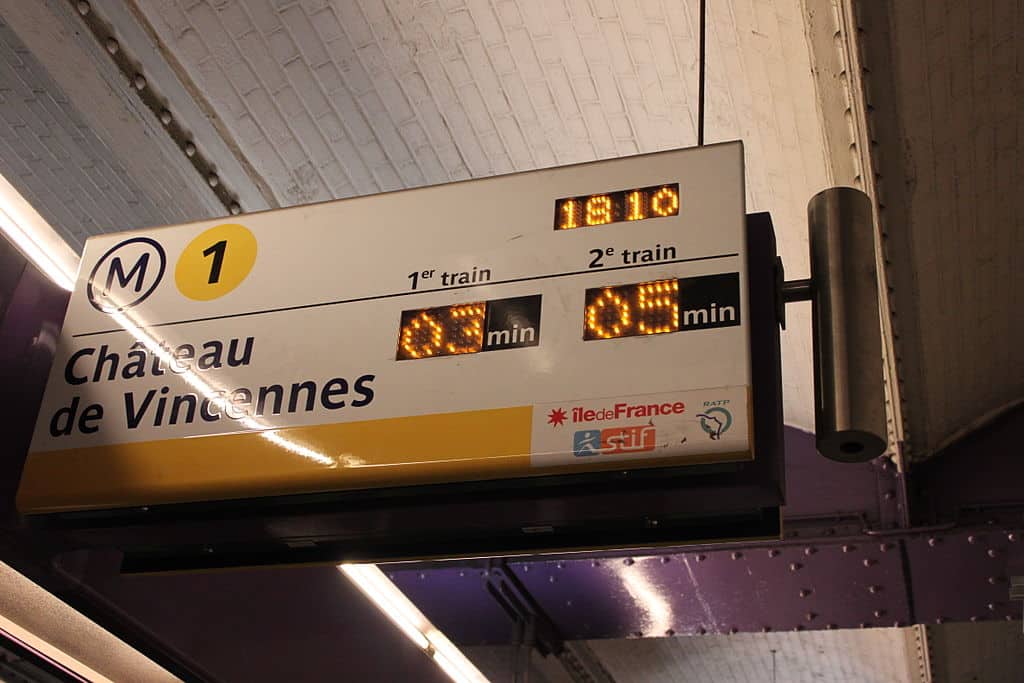 M 1
1810
1er train 2e train
03 min 05 min
Château
de Vincennes
îledeFrance
RATP
stif